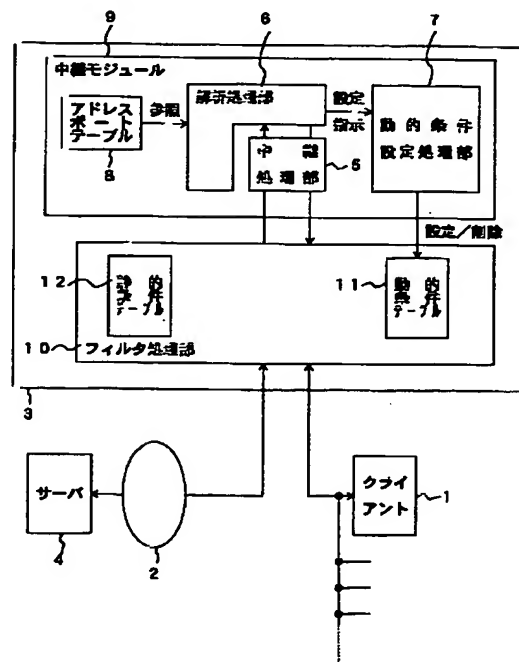 9
6
7
中継モジュール
アドレス
ポート
テーブル
8
参照
解析処理部
設定
指示
動的条件
設定処理部
中継
処理部
5
設定/削除
12
静的
条件
テーブル
11
動的
条件
テーブル
10
フィルタ処理部
3
サーバ
4
2
クライ
アント
1